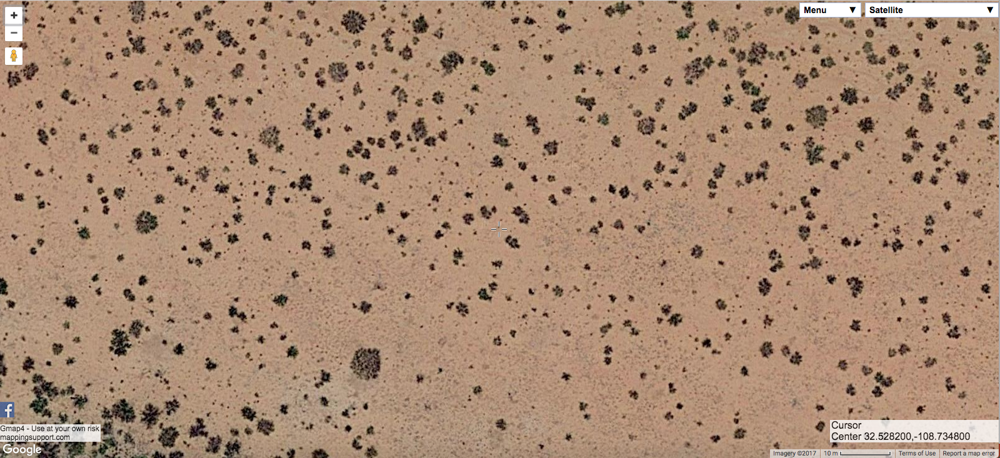 +
Menu ▼
Satellite ▼
−
f
Gmap4 - Use at your own risk
mappingsupport.com
Google
Cursor
Center 32.528200,-108.734800
Imagery ©2017
10 m
Terms of Use
Report a map error